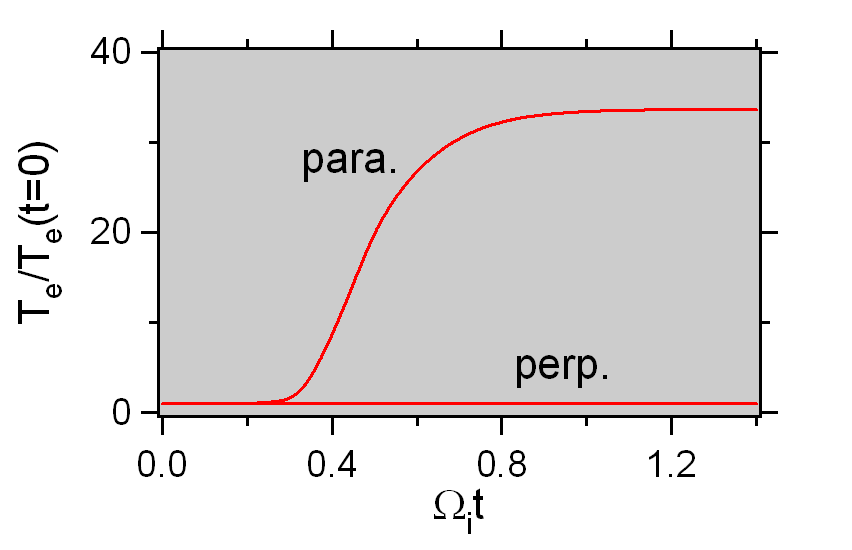 40
para.
T_e/T_e(t=0)
20
perp.
0
0.0 0.4 0.8 1.2
Ω_i t